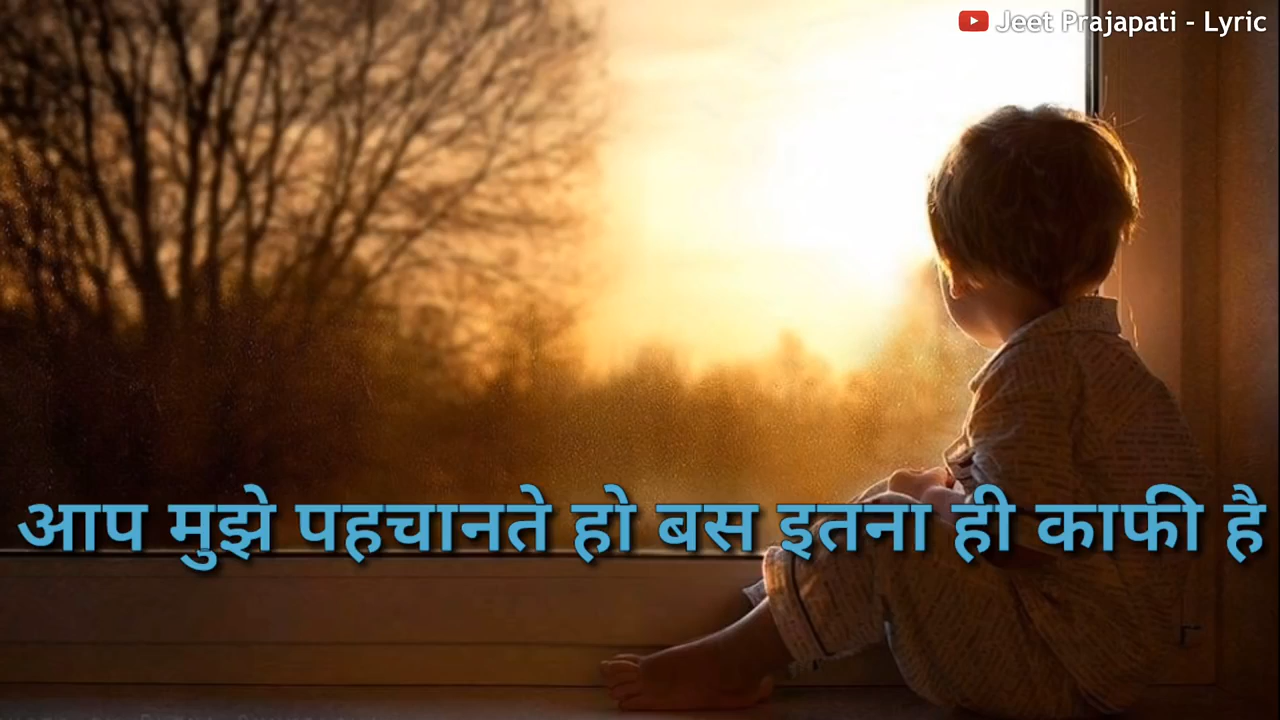 Jeet Prajapati - Lyric
आप मुझे पहचानते हो बस इतना ही काफी है